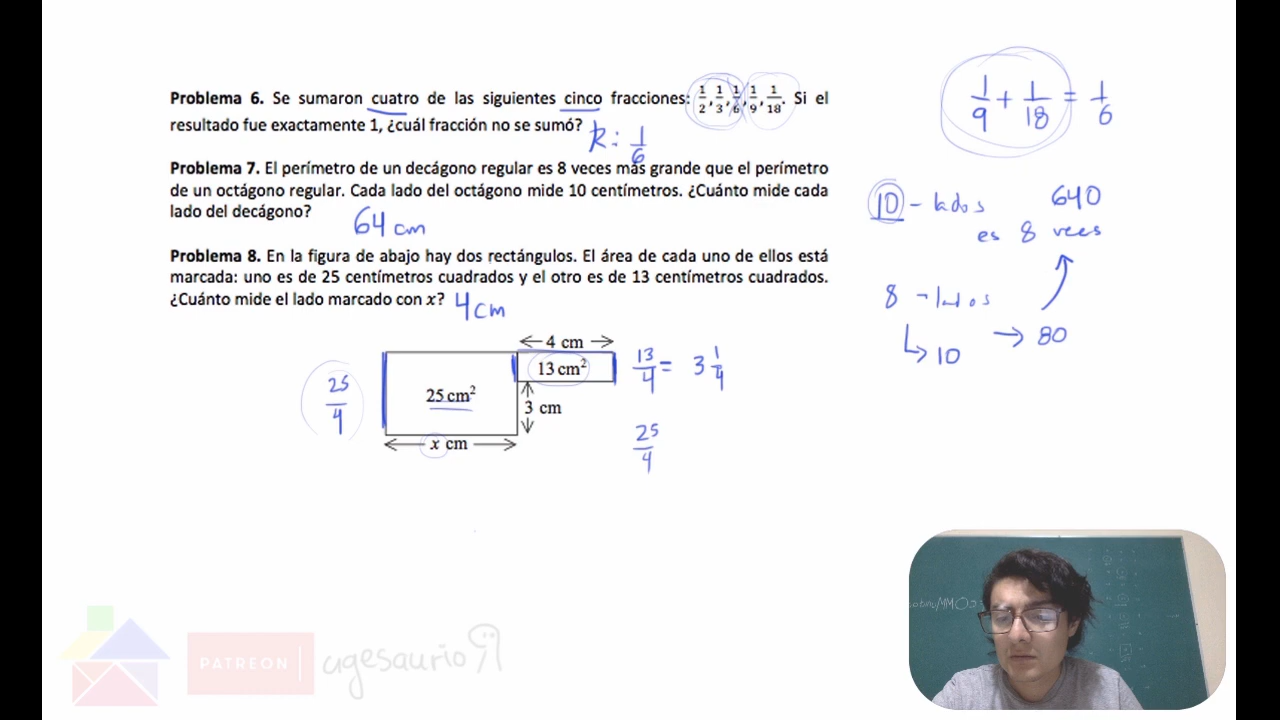 Problema 6. Se sumaron cuatro de las siguientes cinco fracciones: 1/2, 1/3, 1/6, 1/9, 1/18. Si el
resultado fue exactamente 1, ¿cuál fracción no se sumó? R: 1/6
Problema 7. El perímetro de un decágono regular es 8 veces más grande que el perímetro
de un octágono regular. Cada lado del octágono mide 10 centímetros. ¿Cuánto mide cada
lado del decágono? 64 cm
Problema 8. En la figura de abajo hay dos rectángulos. El área de cada uno de ellos está
marcada: uno es de 25 centímetros cuadrados y el otro es de 13 centímetros cuadrados.
¿Cuánto mide el lado marcado con x? 4 cm
4 cm
13 cm²
13/4 = 3 1/4
25/4
25 cm²
3 cm
x cm
25/4
1/9 + 1/18 = 1/6
10 - lados 640
es 8 veces
8 - lados
10 → 80
PATREON
agesaurio